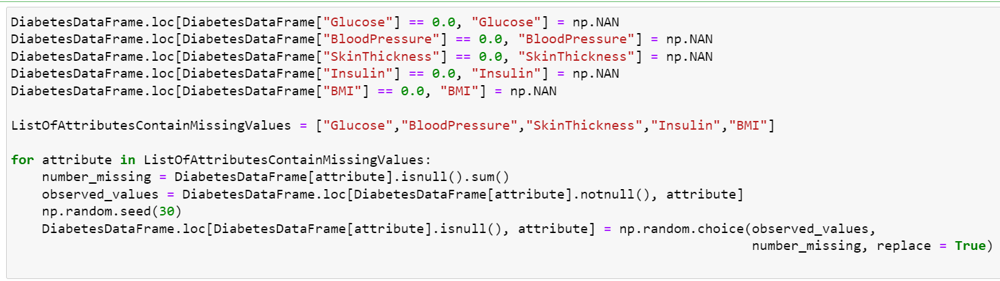 DiabetesDataFrame.loc[DiabetesDataFrame["Glucose"] == 0.0, "Glucose"] = np.NAN
DiabetesDataFrame.loc[DiabetesDataFrame["BloodPressure"] == 0.0, "BloodPressure"] = np.NAN
DiabetesDataFrame.loc[DiabetesDataFrame["SkinThickness"] == 0.0, "SkinThickness"] = np.NAN
DiabetesDataFrame.loc[DiabetesDataFrame["Insulin"] == 0.0, "Insulin"] = np.NAN
DiabetesDataFrame.loc[DiabetesDataFrame["BMI"] == 0.0, "BMI"] = np.NAN

ListOfAttributesContainMissingValues = ["Glucose","BloodPressure","SkinThickness","Insulin","BMI"]

for attribute in ListOfAttributesContainMissingValues:
    number_missing = DiabetesDataFrame[attribute].isnull().sum()
    observed_values = DiabetesDataFrame.loc[DiabetesDataFrame[attribute].notnull(), attribute]
    np.random.seed(30)
    DiabetesDataFrame.loc[DiabetesDataFrame[attribute].isnull(), attribute] = np.random.choice(observed_values,
                                                                                               number_missing, replace = True)